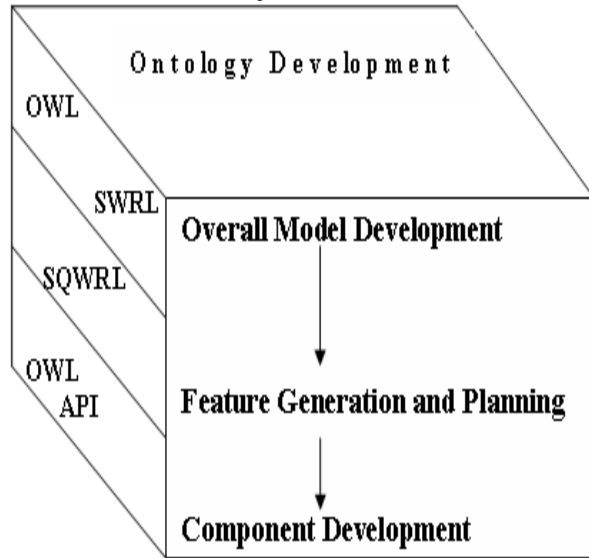 Ontology Development
OWL
SWRL
Overall Model Development
SQWRL
OWL
API
Feature Generation and Planning
Component Development